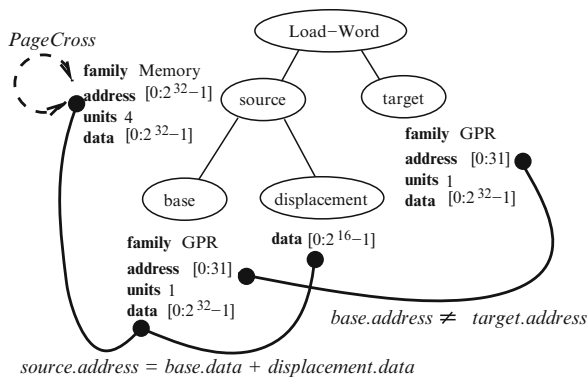 PageCross
Load−Word
family Memory
address [0:2^32−1]
units 4
data [0:2^32−1]
source
target
family GPR
address [0:31]
units 1
data [0:2^32−1]
base
displacement
family GPR
address [0:31]
units 1
data [0:2^32−1]
data [0:2^16−1]
base.address ≠ target.address
source.address = base.data + displacement.data